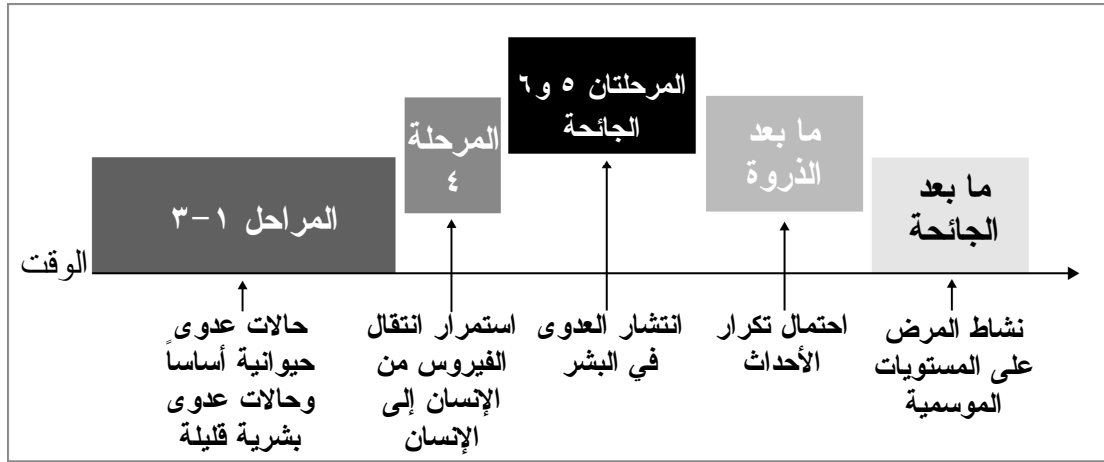 الوقت
المراحل ١-٣
المرحلة
٤
المرحلتان ٥ و٦
الجائحة
ما بعد
الذروة
ما بعد
الجائحة
حالات عدوى
حيوانية أساساً
وحالات عدوى
بشرية قليلة
استمرار انتقال
الفيروس من
الإنسان إلى
الإنسان
انتشار العدوى
في البشر
احتمال تكرار
الأحداث
نشاط المرض
على المستويات
الموسمية